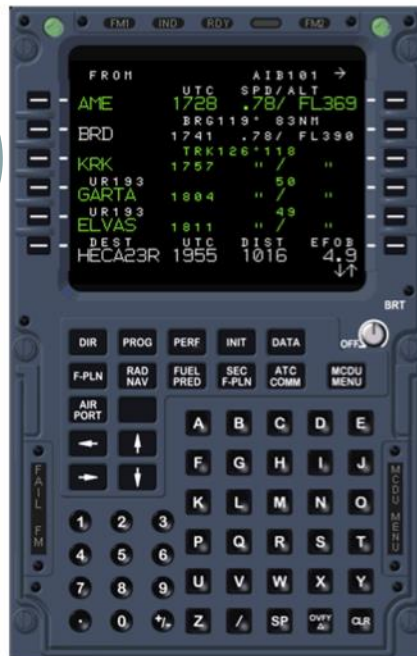 FM1 IND RDY FM2
FROM AIB101 →
UTC SPD/ALT
AME 1728 .78/ FL369
BRG119° 83NM
BRD 1741 .78/ FL390
TRK126°118
KRK 1757 " / "
UR193 50
GARTA 1804 " / "
UR193 49
ELVAS 1811 " / "
DEST UTC DIST EFOB
HECA23R 1955 1016 4.9
↓↑
BRT
DIR PROG PERF INIT DATA OFF
F-PLN RAD NAV FUEL PRED SEC F-PLN ATC COMM MCDU MENU
AIR PORT
← ↑
→ ↓
A B C D E
F G H I J
K L M N O
P Q R S T
U V W X Y
Z / SP OVFY Δ CLR
1 2 3
4 5 6
7 8 9
. 0 +/-
FAIL FM
MCDU MENU